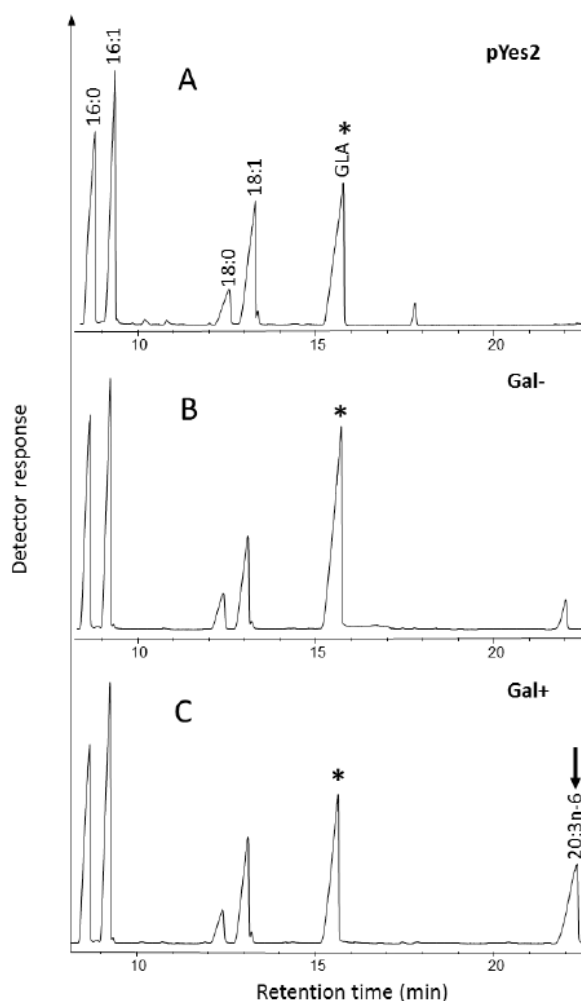 pYes2
A
16:0
16:1
18:0
18:1
GLA *
10 15 20
Gal-
B
*
10 15 20
Gal+
C
*
20:3n-6
10 15 20
Detector response
Retention time (min)